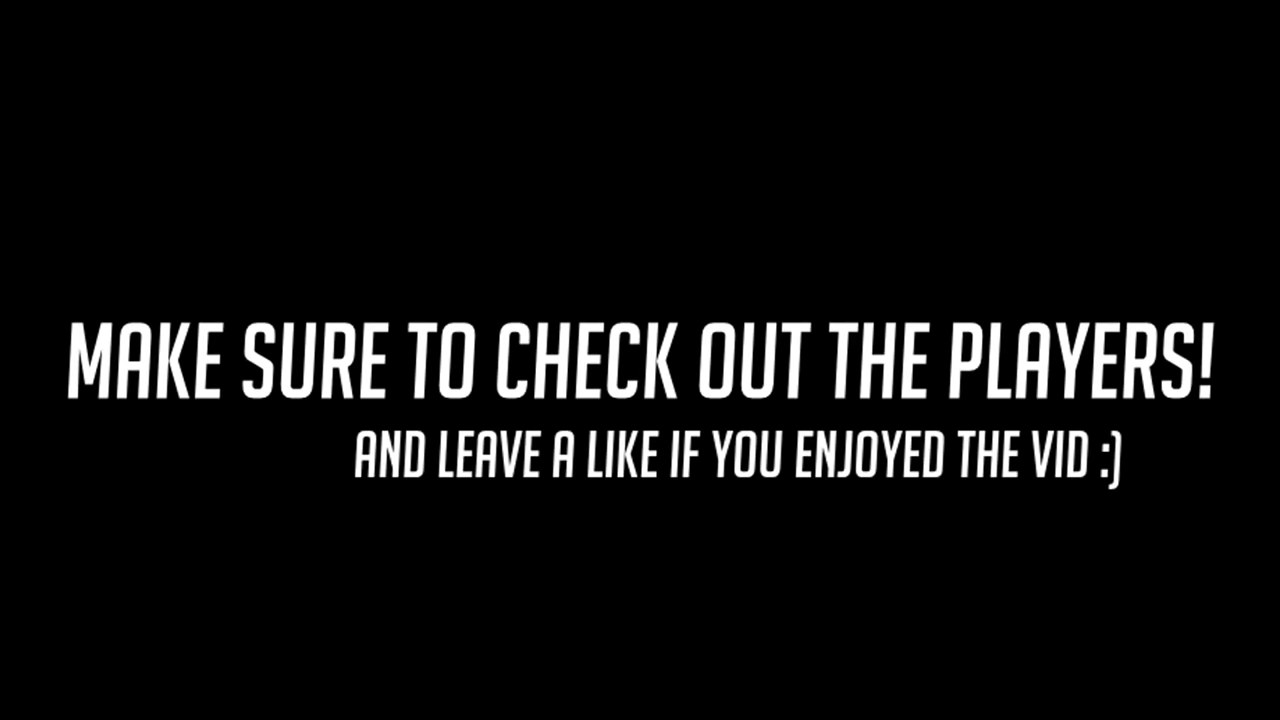 MAKE SURE TO CHECK OUT THE PLAYERS!
AND LEAVE A LIKE IF YOU ENJOYED THE VID :)